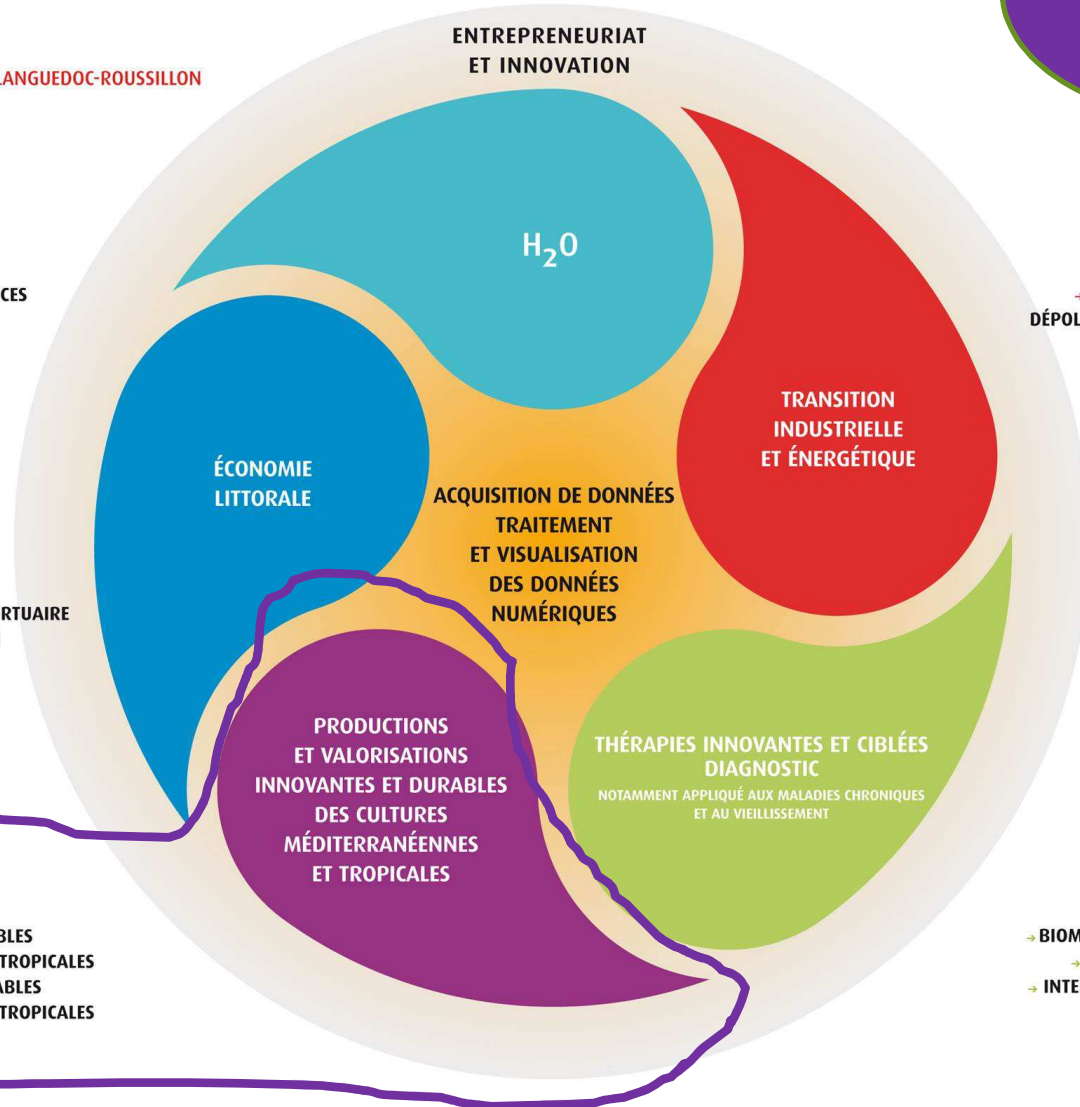 ENTREPRENEURIAT
ET INNOVATION
LANGUEDOC-ROUSSILLON
H₂O
CES
DÉPOL
TRANSITION
INDUSTRIELLE
ET ÉNERGÉTIQUE
ÉCONOMIE
LITTORALE
ACQUISITION DE DONNÉES
TRAITEMENT
ET VISUALISATION
DES DONNÉES
NUMÉRIQUES
RTUAIRE
PRODUCTIONS
ET VALORISATIONS
INNOVANTES ET DURABLES
DES CULTURES
MÉDITERRANÉENNES
ET TROPICALES
THÉRAPIES INNOVANTES ET CIBLÉES
DIAGNOSTIC
NOTAMMENT APPLIQUÉ AUX MALADIES CHRONIQUES
ET AU VIEILLISSEMENT
BLES
TROPICALES
ABLES
TROPICALES
→ BIOM
→ INTE